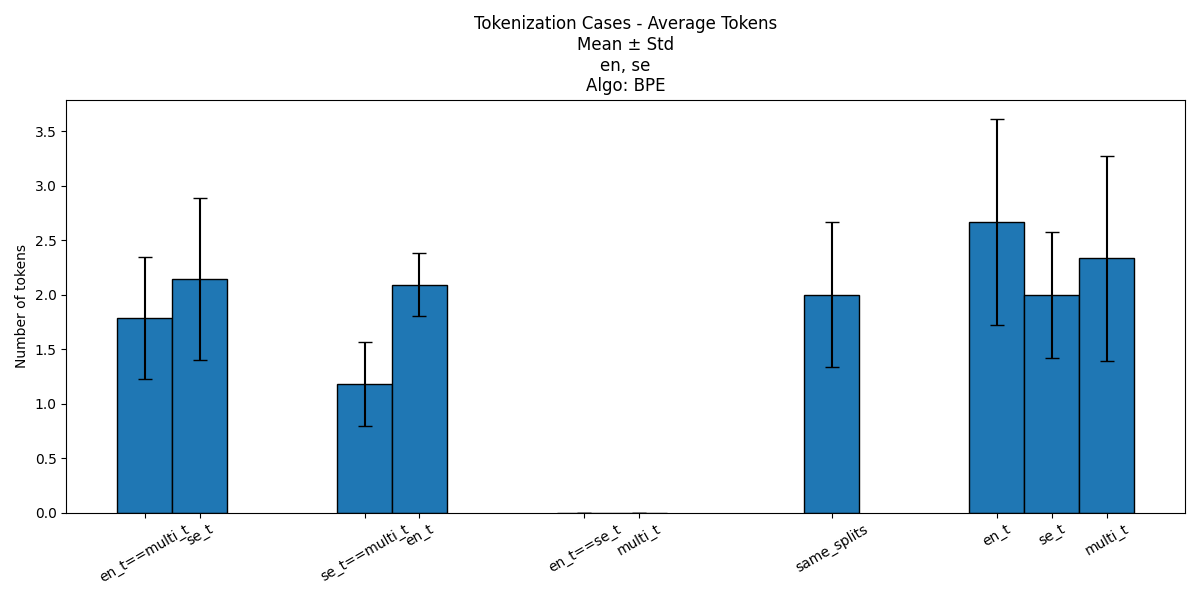 Tokenization Cases - Average Tokens
Mean ± Std
en, se
Algo: BPE
Number of tokens
3.5
3.0
2.5
2.0
1.5
1.0
0.5
0.0
en_t==multi_t
se_t
se_t==multi_t
en_t
en_t==se_t
multi_t
same_splits
en_t
se_t
multi_t